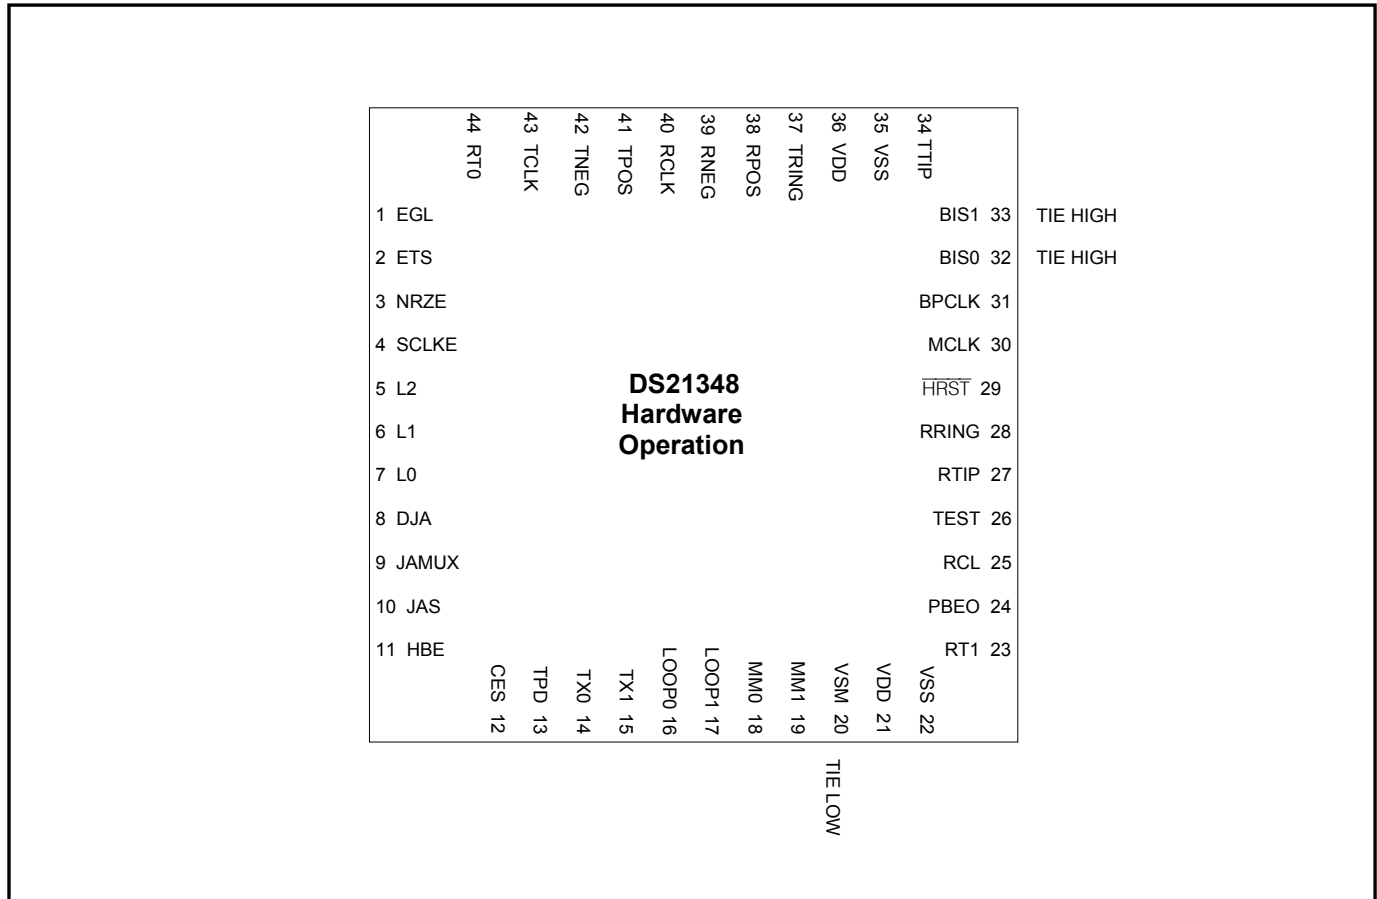 44 RT0
43 TCLK
42 TNEG
41 TPOS
40 RCLK
39 RNEG
38 RPOS
37 TRING
36 VDD
35 VSS
34 TTIP
1 EGL
2 ETS
3 NRZE
4 SCLKE
5 L2
6 L1
7 L0
8 DJA
9 JAMUX
10 JAS
11 HBE
DS21348
Hardware
Operation
BIS1 33 TIE HIGH
BIS0 32 TIE HIGH
BPCLK 31
MCLK 30
HRST 29
RRING 28
RTIP 27
TEST 26
RCL 25
PBEO 24
RT1 23
CES 12
TPD 13
TX0 14
TX1 15
LOOP0 16
LOOP1 17
MM0 18
MM1 19
VSM 20
VDD 21
VSS 22
TIE LOW